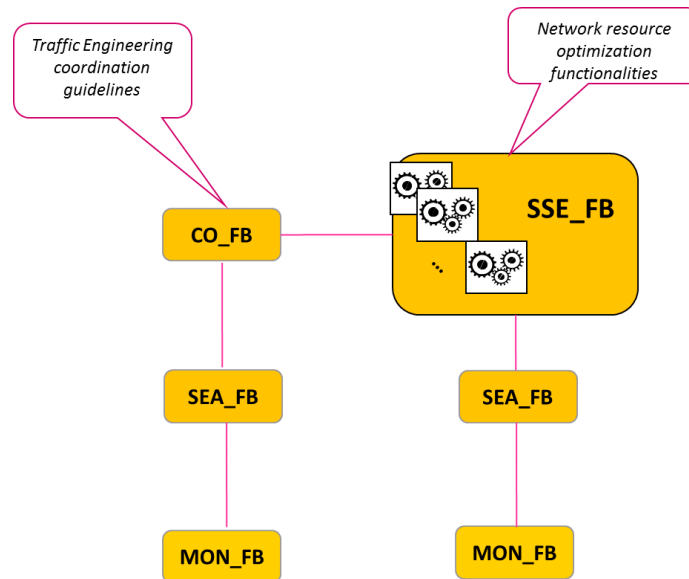 Traffic Engineering
coordination
guidelines
Network resource
optimization
functionalities
SSE_FB
CO_FB
...
SEA_FB
SEA_FB
MON_FB
MON_FB